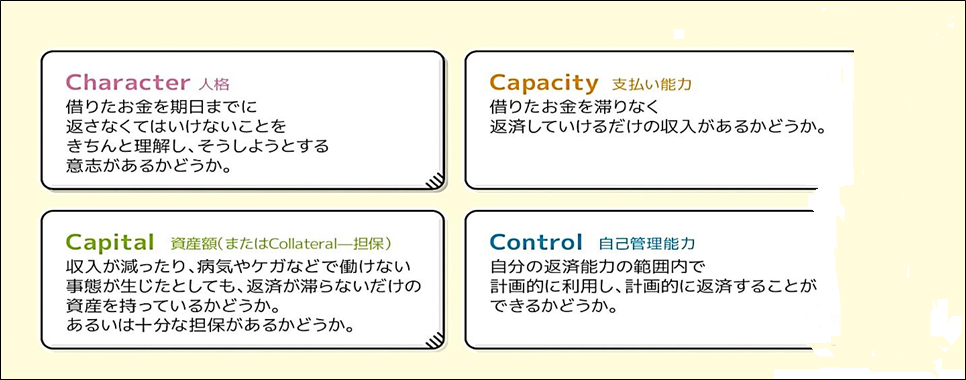 Character 人格
借りたお金を期日までに
返さなくてはいけないことを
きちんと理解し、そうしようとする
意志があるかどうか。
Capacity 支払い能力
借りたお金を滞りなく
返済していけるだけの収入があるかどうか。
Capital 資産額(またはCollateral—担保)
収入が減ったり、病気やケガなどで働けない
事態が生じたとしても、返済が滞らないだけの
資産を持っているかどうか。
あるいは十分な担保があるかどうか。
Control 自己管理能力
自分の返済能力の範囲内で
計画的に利用し、計画的に返済することが
できるかどうか。